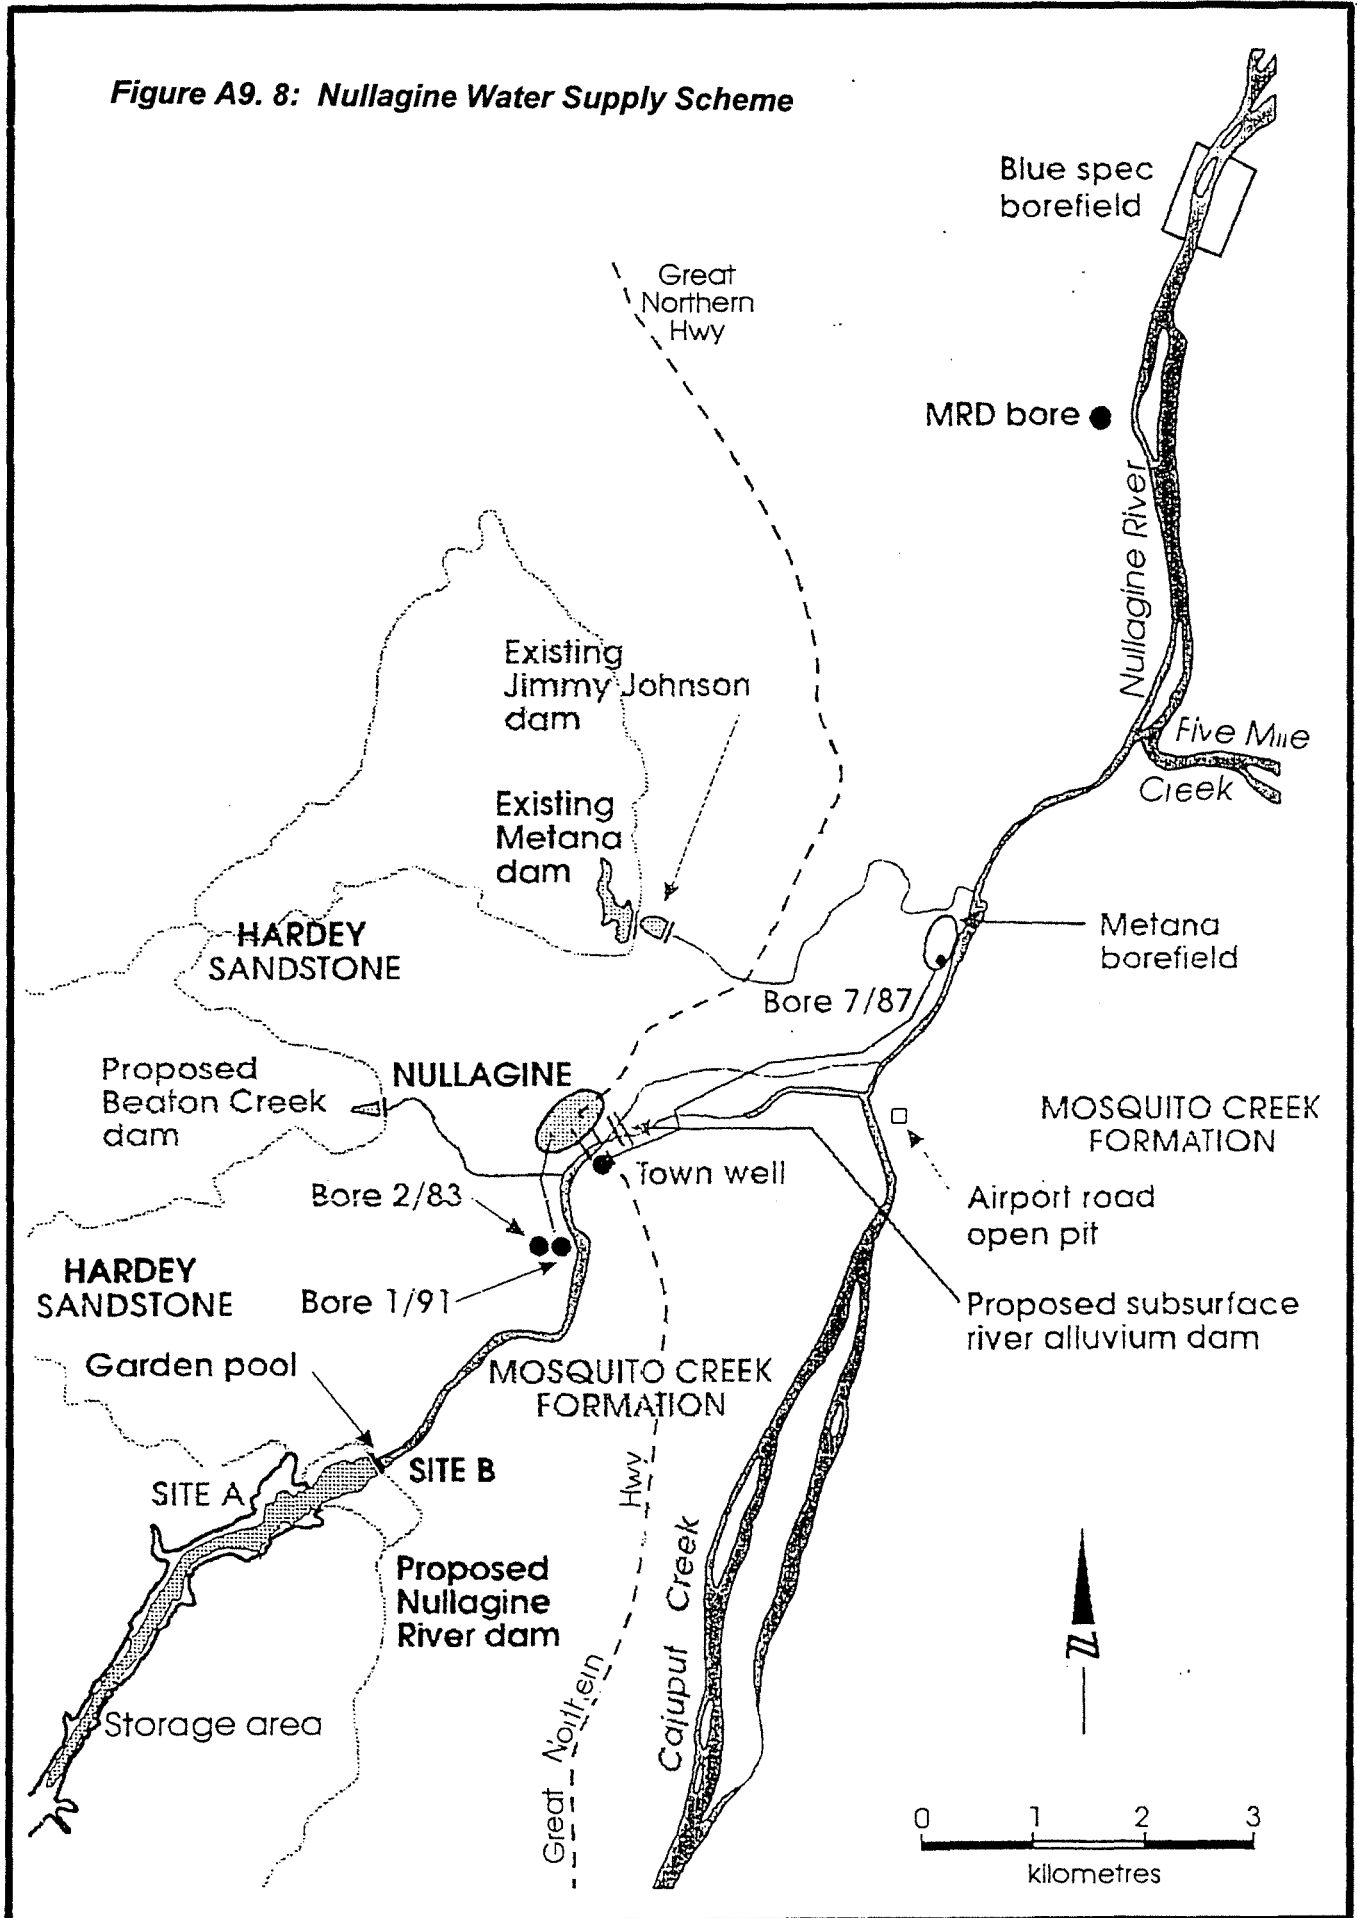 Figure A9. 8: Nullagine Water Supply Scheme
Blue spec
borefield
Great
Northern
Hwy
MRD bore
Nullagine River
Existing
Jimmy Johnson
dam
Five Mile
Creek
Existing
Metana
dam
HARDEY
SANDSTONE
Metana
borefield
Bore 7/87
Proposed
Beaton Creek
dam
NULLAGINE
MOSQUITO CREEK
FORMATION
Town well
Bore 2/83
Airport road
open pit
HARDEY
SANDSTONE
Bore 1/91
Proposed subsurface
river alluvium dam
Garden pool
MOSQUITO CREEK
FORMATION
SITE A
SITE B
Hwy
Proposed
Nullagine
River dam
Cajuput Creek
N
Storage area
Great Northern
0 1 2 3
kilometres